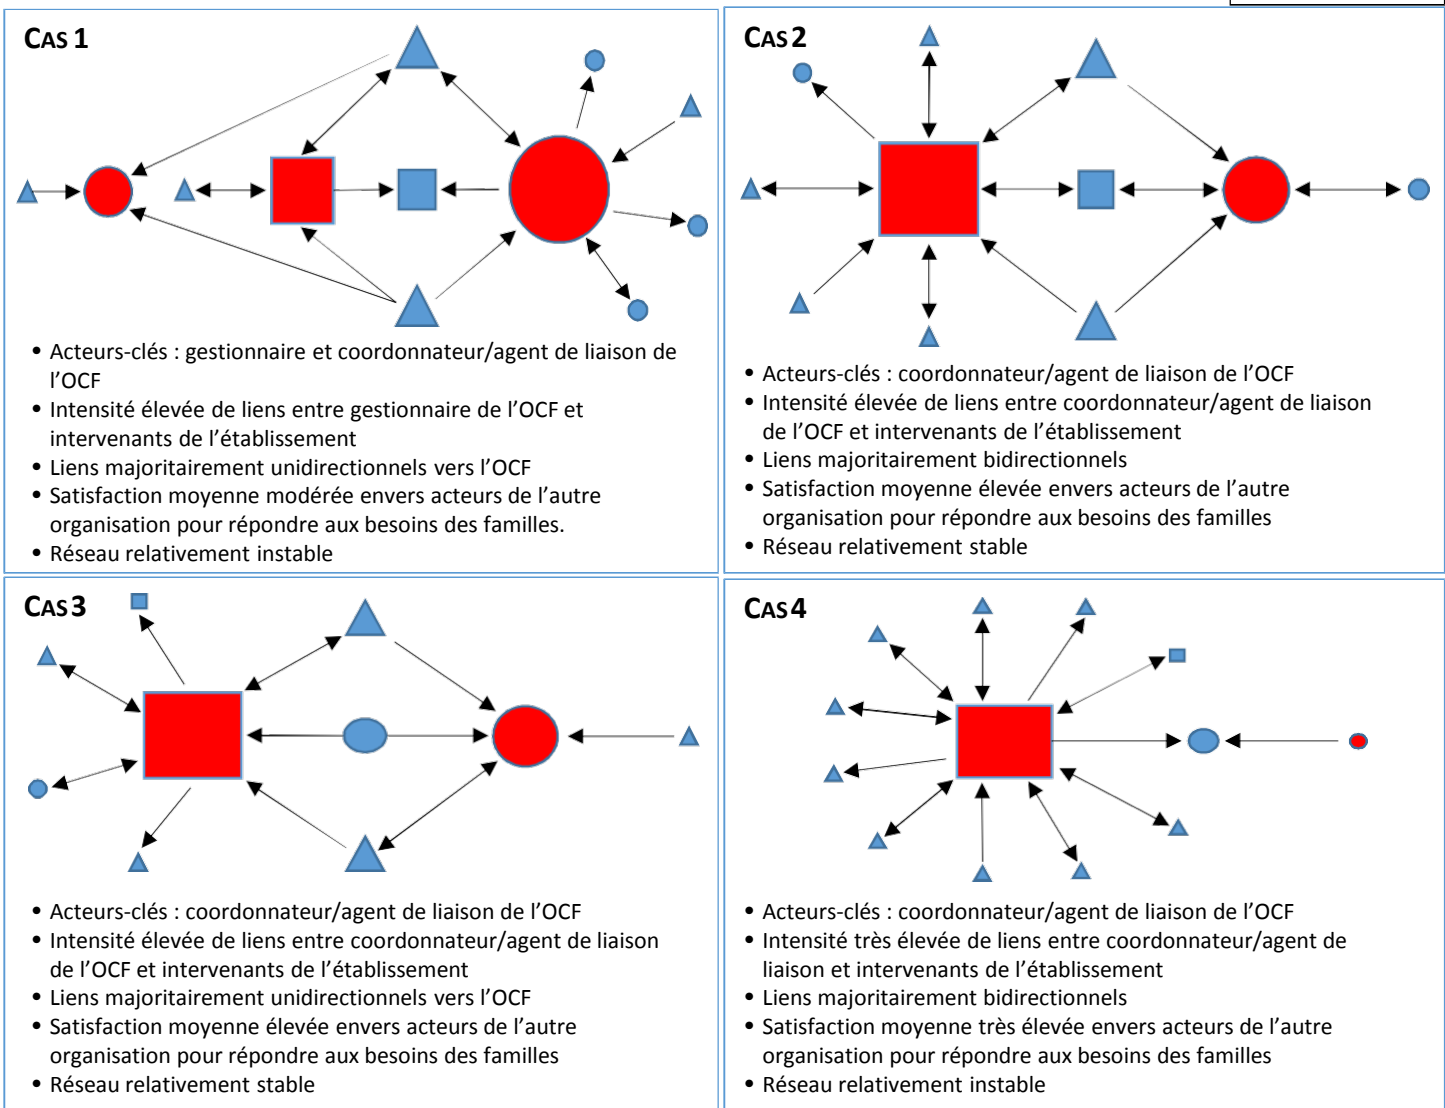 CAS 1
• Acteurs-clés : gestionnaire et coordonnateur/agent de liaison de
l’OCF
• Intensité élevée de liens entre gestionnaire de l’OCF et
intervenants de l’établissement
• Liens majoritairement unidirectionnels vers l’OCF
• Satisfaction moyenne modérée envers acteurs de l’autre
organisation pour répondre aux besoins des familles.
• Réseau relativement instable
CAS 2
• Acteurs-clés : coordonnateur/agent de liaison de l’OCF
• Intensité élevée de liens entre coordonnateur/agent de liaison
de l’OCF et intervenants de l’établissement
• Liens majoritairement bidirectionnels
• Satisfaction moyenne élevée envers acteurs de l’autre
organisation pour répondre aux besoins des familles
• Réseau relativement stable
CAS 3
• Acteurs-clés : coordonnateur/agent de liaison de l’OCF
• Intensité élevée de liens entre coordonnateur/agent de liaison
de l’OCF et intervenants de l’établissement
• Liens majoritairement unidirectionnels vers l’OCF
• Satisfaction moyenne élevée envers acteurs de l’autre
organisation pour répondre aux besoins des familles
• Réseau relativement stable
CAS 4
• Acteurs-clés : coordonnateur/agent de liaison de l’OCF
• Intensité très élevée de liens entre coordonnateur/agent de
liaison et intervenants de l’établissement
• Liens majoritairement bidirectionnels
• Satisfaction moyenne très élevée envers acteurs de l’autre
organisation pour répondre aux besoins des familles
• Réseau relativement instable